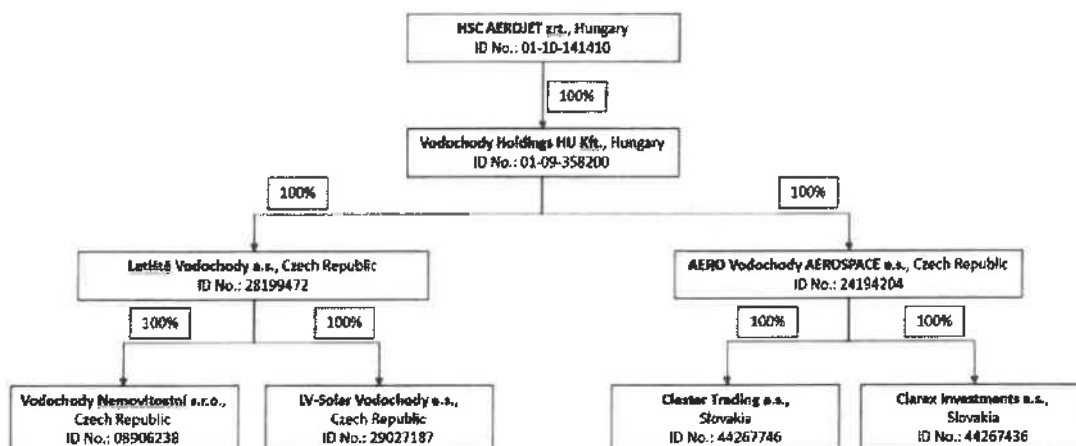 HSC AEROJET zrt., Hungary
ID No.: 01-10-141410
100%
Vodochody Holdings HU Kft., Hungary
ID No.: 01-09-358200
100%
100%
Letiště Vodochody a.s., Czech Republic
ID No.: 28199472
AERO Vodochody AEROSPACE a.s., Czech Republic
ID No.: 24194204
100%
100%
100%
100%
Vodochody Nemovitostní s.r.o.,
Czech Republic
ID No.: 08906238
LV-Solar Vodochody a.s.,
Czech Republic
ID No.: 29027187
Clester Trading a.s.,
Slovakia
ID No.: 44267746
Clarex Investments a.s.,
Slovakia
ID No.: 44267436